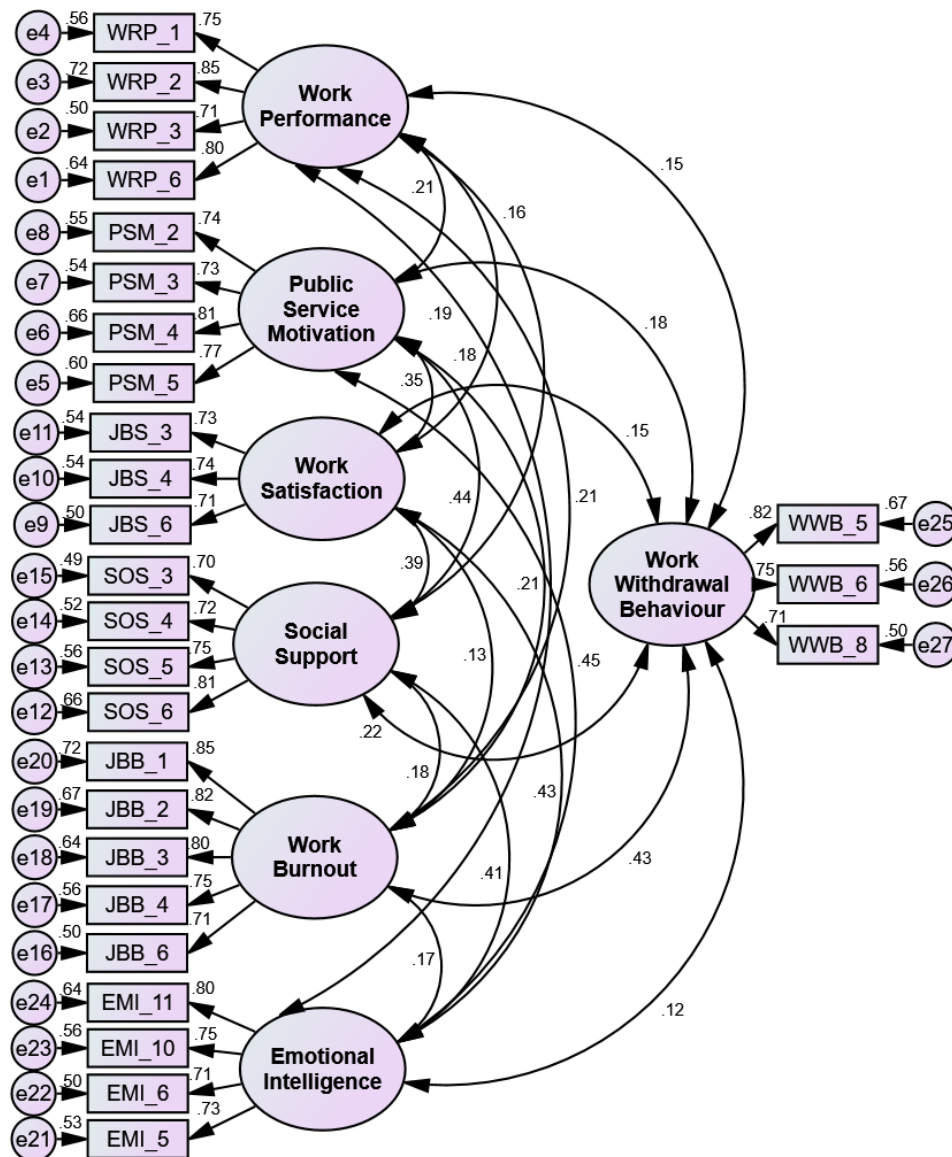 e4 .56 WRP_1 .75
e3 .72 WRP_2 .85
e2 .50 WRP_3 .71
e1 .64 WRP_6 .80
Work
Performance
.15
.21
.16
e8 .55 PSM_2 .74
e7 .54 PSM_3 .73
e6 .66 PSM_4 .81
e5 .60 PSM_5 .77
Public
Service
Motivation
.19
.18
.18
.35
e11 .54 JBS_3 .73
e10 .54 JBS_4 .74
e9 .50 JBS_6 .71
Work
Satisfaction
.15
.44
.21
.39
.21
e15 .49 SOS_3 .70
e14 .52 SOS_4 .72
e13 .56 SOS_5 .75
e12 .66 SOS_6 .81
Social
Support
.13
.45
.22
.18
.43
Work
Withdrawal
Behaviour
.82 WWB_5 .67 e25
.75 WWB_6 .56 e26
.71 WWB_8 .50 e27
e20 .72 JBB_1 .85
e19 .67 JBB_2 .82
e18 .64 JBB_3 .80
e17 .56 JBB_4 .75
e16 .50 JBB_6 .71
Work
Burnout
.41
.43
.17
.12
e24 .64 EMI_11 .80
e23 .56 EMI_10 .75
e22 .50 EMI_6 .71
e21 .53 EMI_5 .73
Emotional
Intelligence